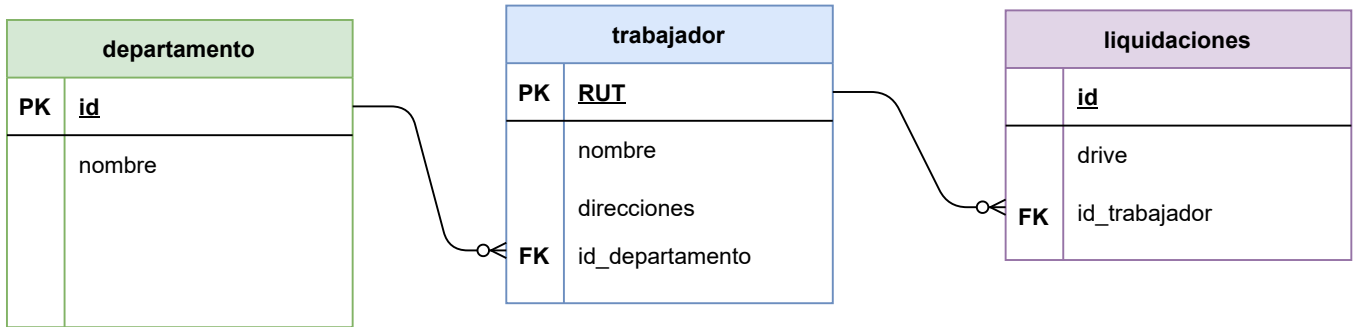 departamento
PK id
nombre
trabajador
PK RUT
nombre
direcciones
FK id_departamento
liquidaciones
id
drive
FK id_trabajador